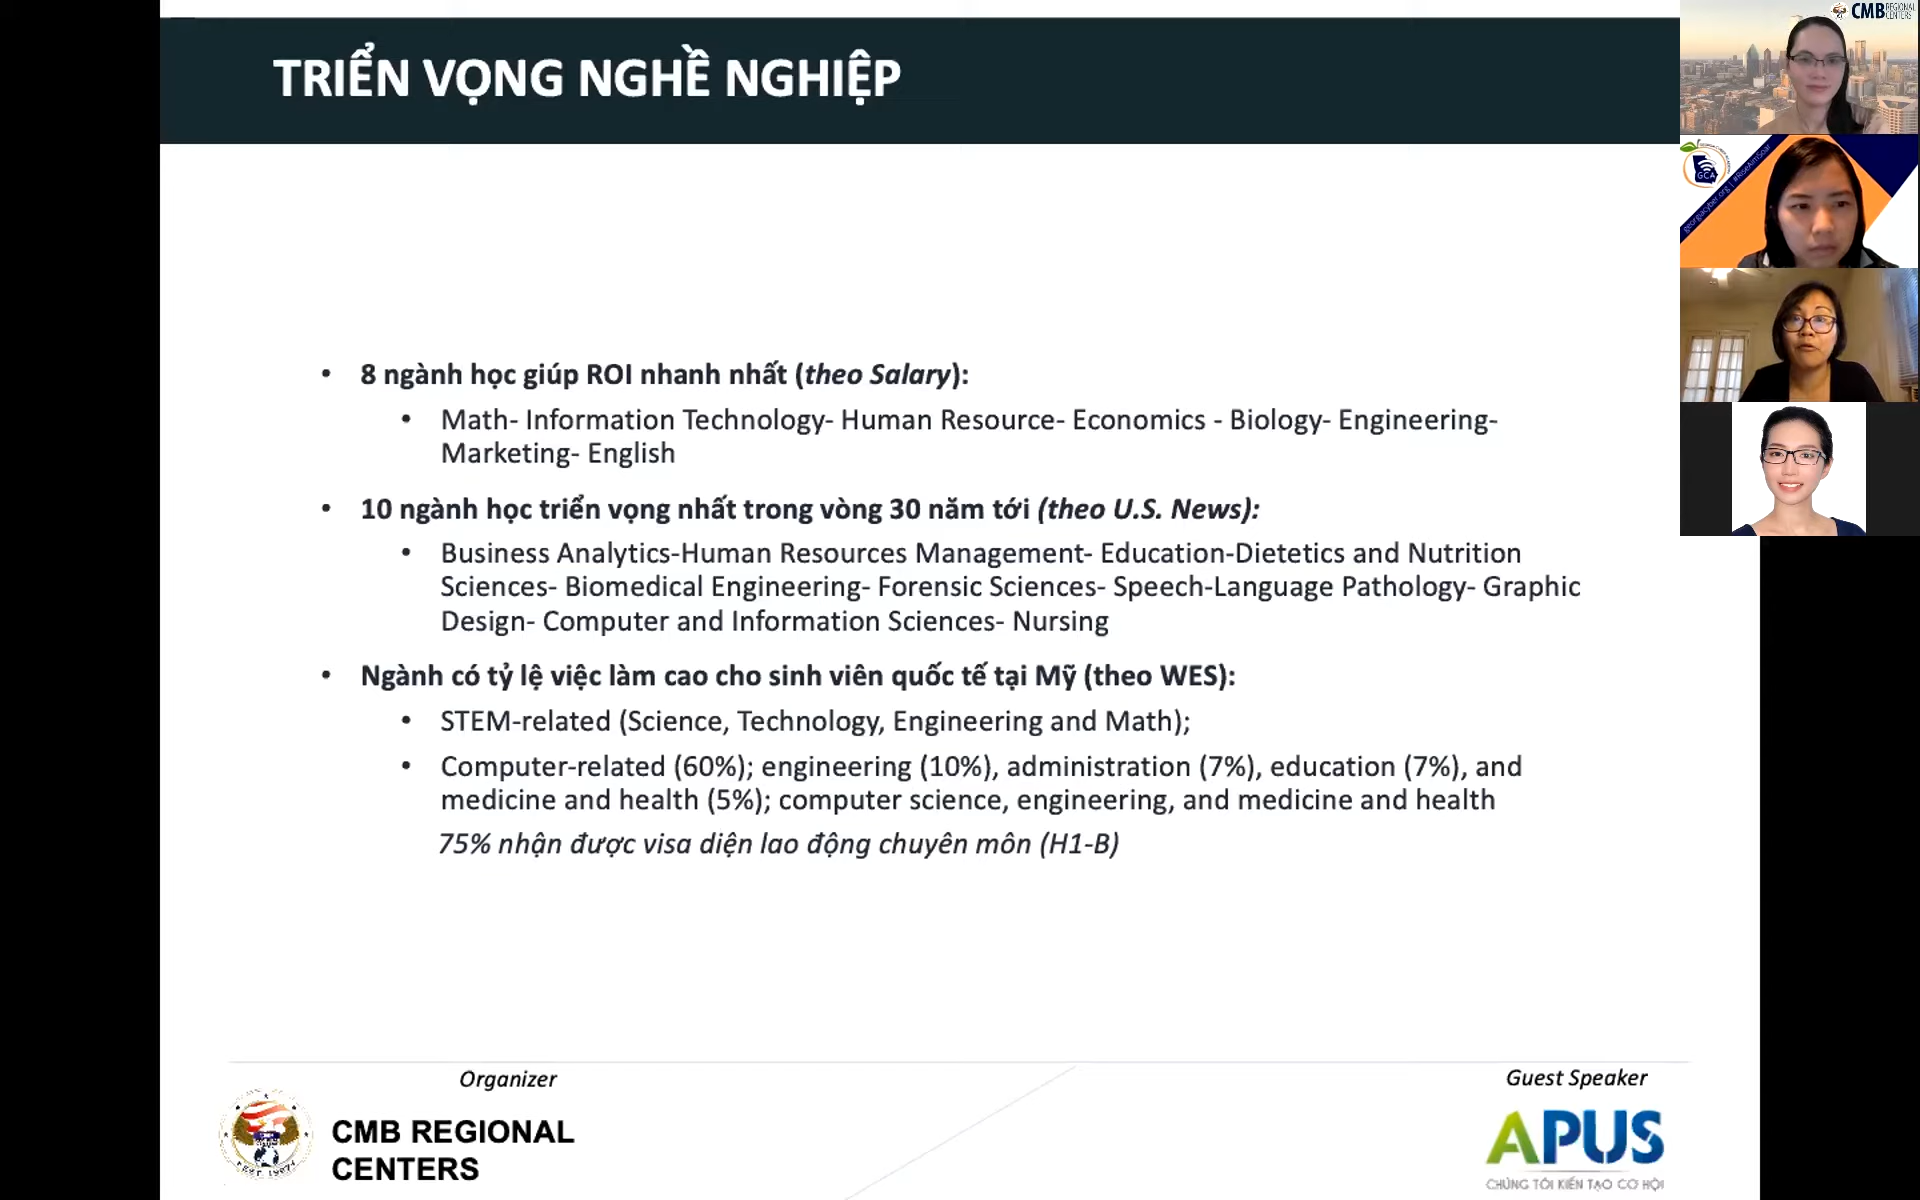 TRIỂN VỌNG NGHỀ NGHIỆP
• 8 ngành học giúp ROI nhanh nhất (theo Salary):
• Math- Information Technology- Human Resource- Economics - Biology- Engineering-
Marketing- English
• 10 ngành học triển vọng nhất trong vòng 30 năm tới (theo U.S. News):
• Business Analytics-Human Resources Management- Education-Dietetics and Nutrition
Sciences- Biomedical Engineering- Forensic Sciences- Speech-Language Pathology- Graphic
Design- Computer and Information Sciences- Nursing
• Ngành có tỷ lệ việc làm cao cho sinh viên quốc tế tại Mỹ (theo WES):
• STEM-related (Science, Technology, Engineering and Math);
• Computer-related (60%); engineering (10%), administration (7%), education (7%), and
medicine and health (5%); computer science, engineering, and medicine and health
75% nhận được visa diện lao động chuyên môn (H1-B)
Organizer
CMB REGIONAL
CENTERS
Guest Speaker
APUS
CHÚNG TÔI KIẾN TẠO CƠ HỘI
CMB REGIONAL
CENTERS
GCA
georgiacyber.org | #RiseAimSoar